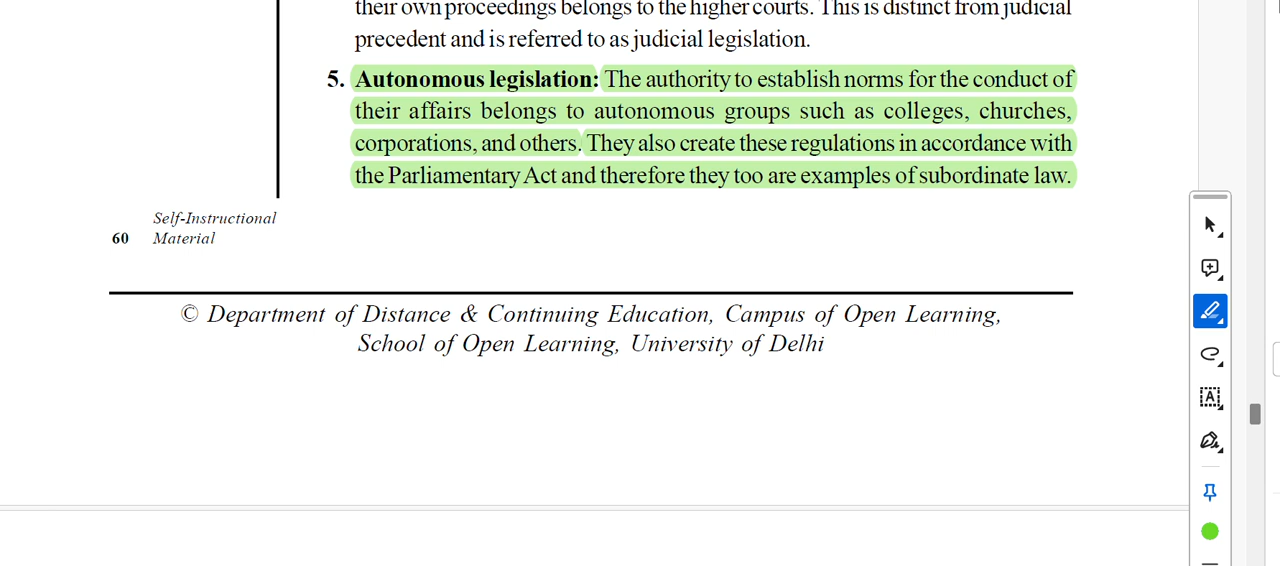 their own proceedings belongs to the higher courts. This is distinct from judicial
precedent and is referred to as judicial legislation.
5. Autonomous legislation: The authority to establish norms for the conduct of
their affairs belongs to autonomous groups such as colleges, churches,
corporations, and others. They also create these regulations in accordance with
the Parliamentary Act and therefore they too are examples of subordinate law.
Self-Instructional
60 Material
© Department of Distance & Continuing Education, Campus of Open Learning,
School of Open Learning, University of Delhi